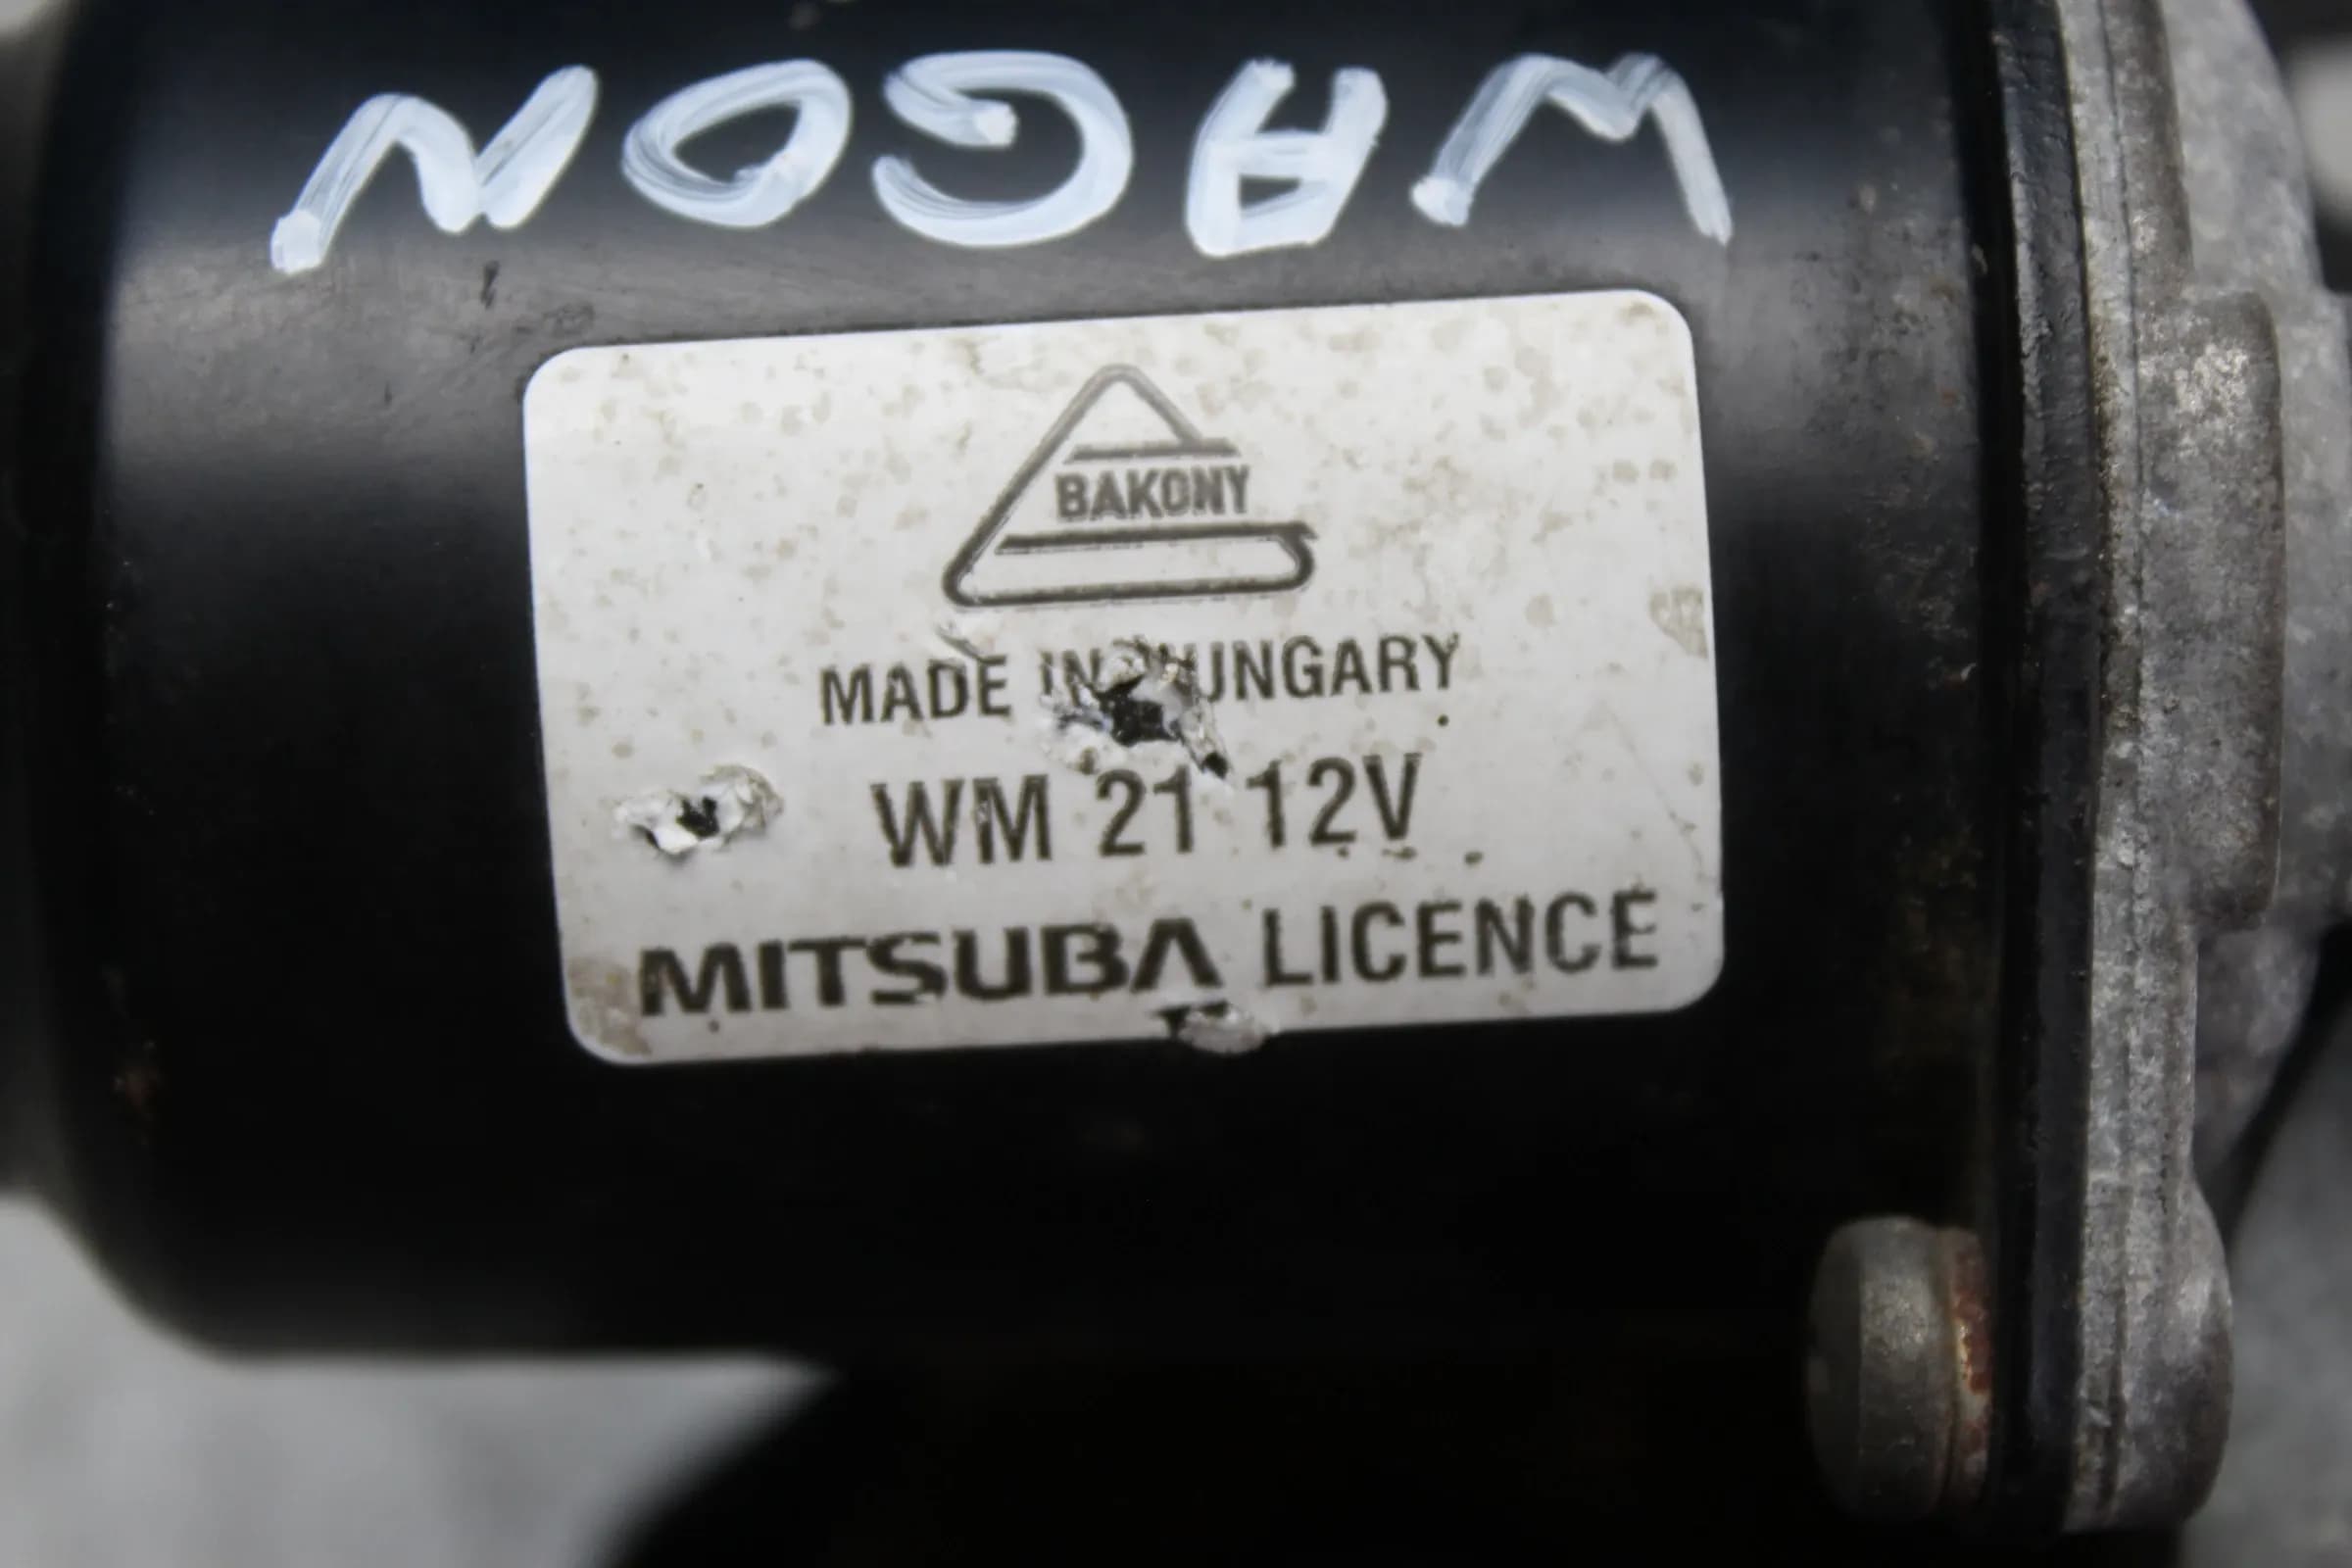 WAGON
BAKONY
MADE IN HUNGARY
WM 21 12V
MITSUBA LICENCE